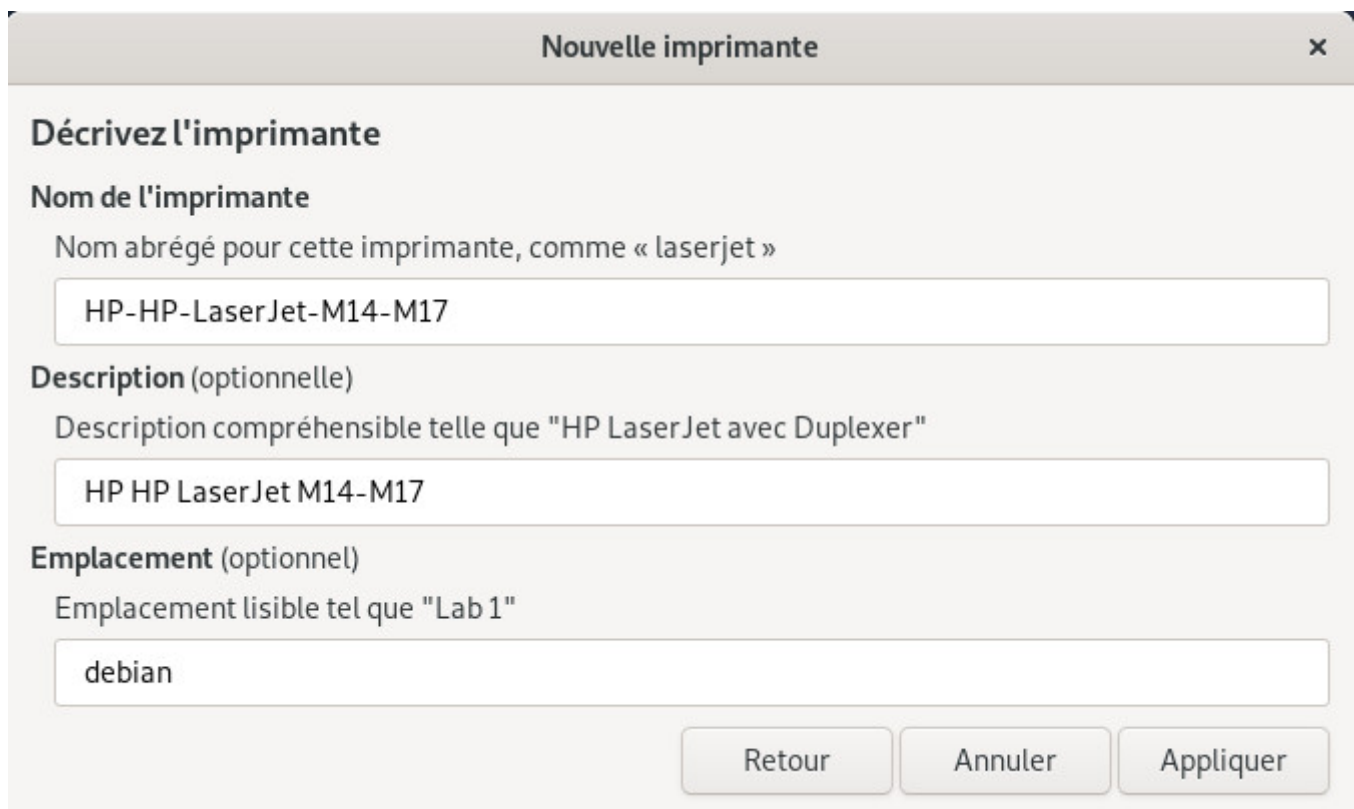 Nouvelle imprimante
Décrivez l'imprimante
Nom de l'imprimante
Nom abrégé pour cette imprimante, comme « laserjet »
HP-HP-LaserJet-M14-M17
Description (optionnelle)
Description compréhensible telle que "HP LaserJet avec Duplexer"
HP HP LaserJet M14-M17
Emplacement (optionnel)
Emplacement lisible tel que "Lab 1"
debian
Retour Annuler Appliquer